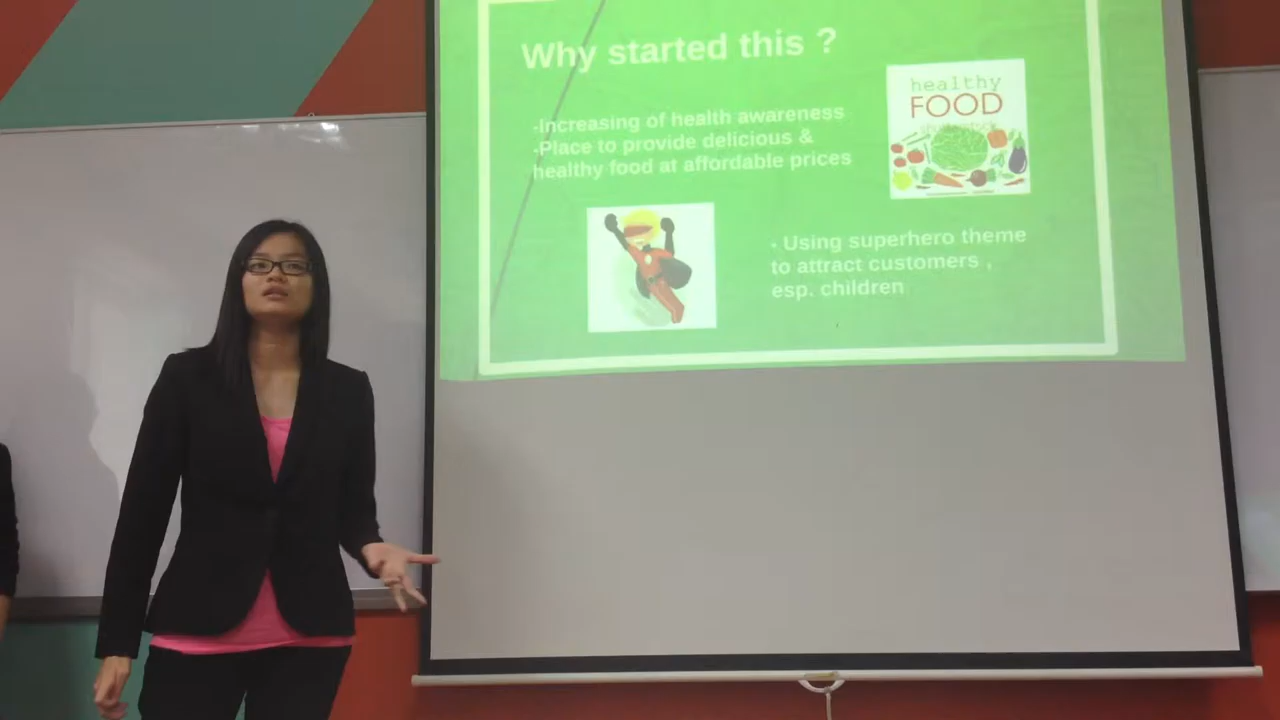 Why started this ?
healthy
FOOD
-Increasing of health awareness
-Place to provide delicious &
healthy food at affordable prices
- Using superhero theme
to attract customers ,
esp. children